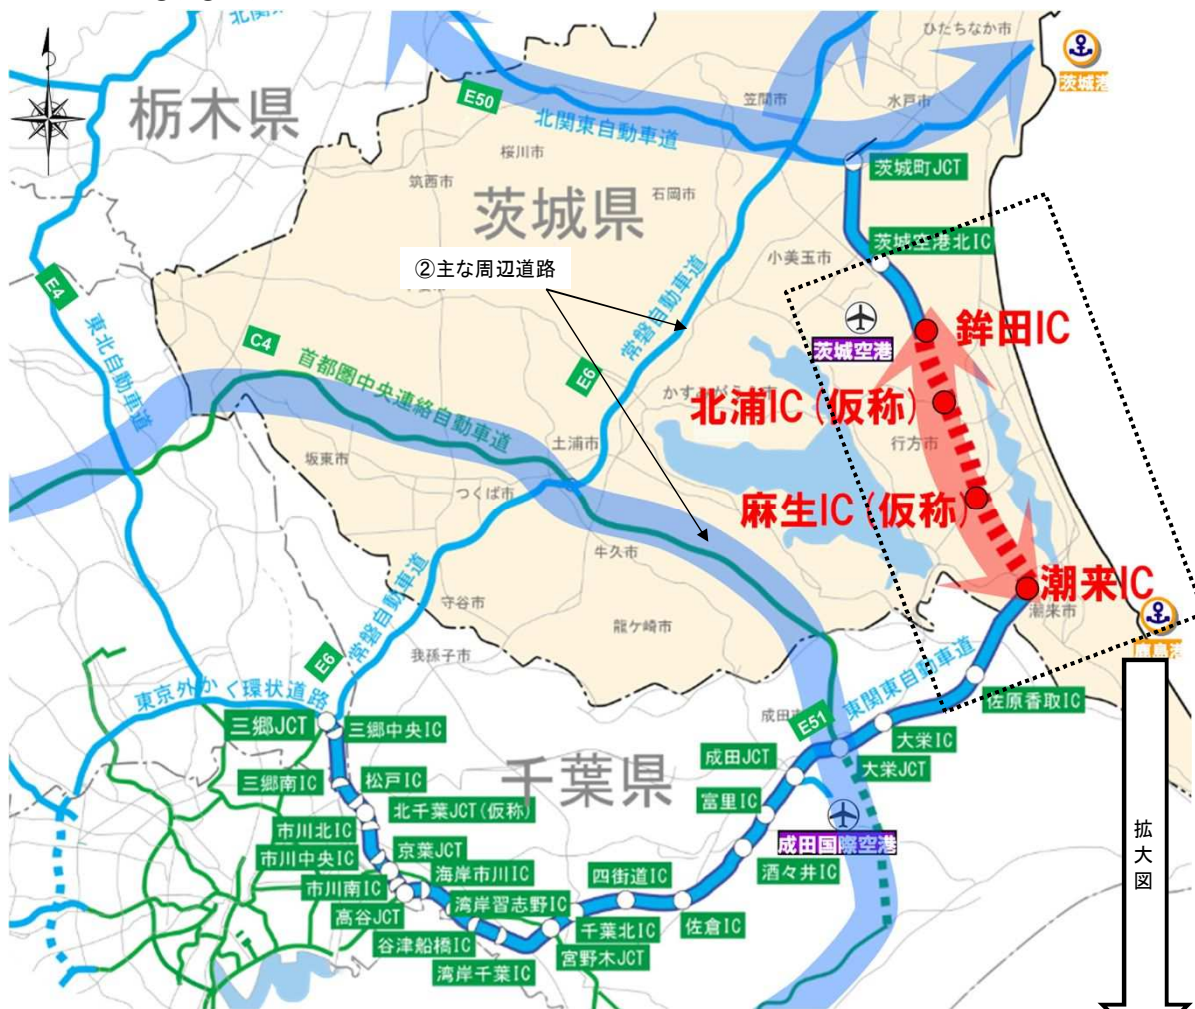 北関
ひたちなか市
茨城港
E50
北関東自動車道
笠間市
水戸市
栃木県
桜川市
茨城町JCT
筑西市
茨城県
石岡市
茨城空港北IC
②主な周辺道路
小美玉市
E4
東北自動車道
常磐自動車道
茨城空港
鉾田IC
C4
首都圏中央連絡自動車道
E6
北浦IC(仮称)
行方市
坂東市
土浦市
つくば市
麻生IC(仮称)
牛久市
潮来IC
潮来市
守谷市
常磐自動車道
龍ケ崎市
鹿島港
E6
我孫子市
東関東自動車道
東京外かく環状道路
佐原香取IC
三郷JCT
三郷中央IC
E51
大栄IC
成田JCT
大栄JCT
千葉県
三郷南IC
松戸IC
北千葉JCT(仮称)
富里IC
成田国際空港
市川北IC
京葉JCT
拡大図
市川中央IC
海岸市川IC
四街道IC
酒々井IC
市川南IC
湾岸習志野IC
高谷JCT
千葉北IC
佐倉IC
谷津船橋IC
宮野木JCT
湾岸千葉IC